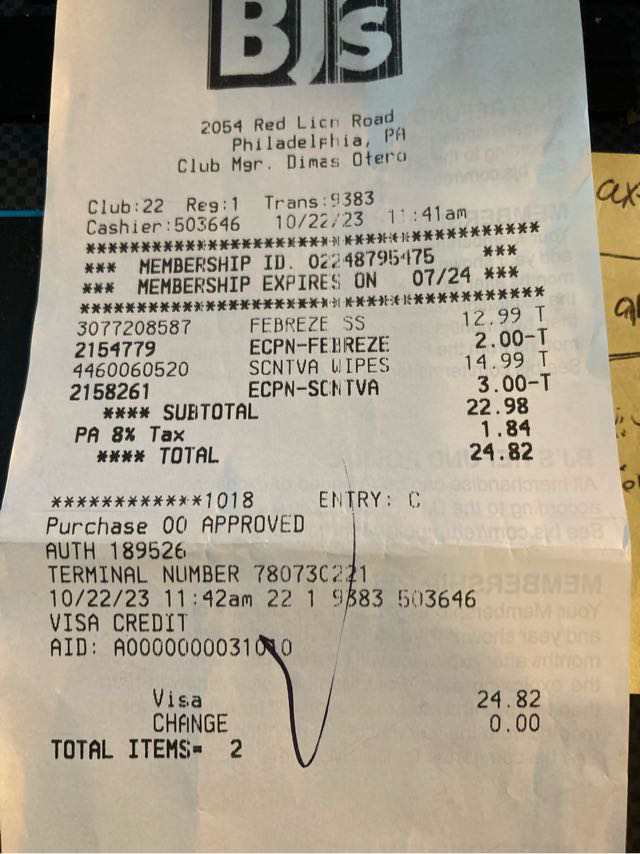 BJs
2054 Red Licn Road
Philadelphia, PA
Club Mgr. Dimas Otero
Club:22 Reg:1 Trans:9383
Cashier:503646 10/22/23 11:41am
********************************************
*** MEMBERSHIP ID. 02248795475 ***
*** MEMBERSHIP EXPIRES ON 07/24 ***
********************************************
3077208587 FEBREZE SS 12.99 T
2154779 ECPN-FEBREZE 2.00-T
4460060520 SCNTVA WIPES 14.99 T
2158261 ECPN-SCNTVA 3.00-T
**** SUBTOTAL 22.98
PA 8% Tax 1.84
**** TOTAL 24.82
************1018 ENTRY: C
Purchase 00 APPROVED
AUTH 189526
TERMINAL NUMBER 78073C221
10/22/23 11:42am 22 1 9383 503646
VISA CREDIT
AID: A0000000031010
Visa 24.82
CHANGE 0.00
TOTAL ITEMS= 2